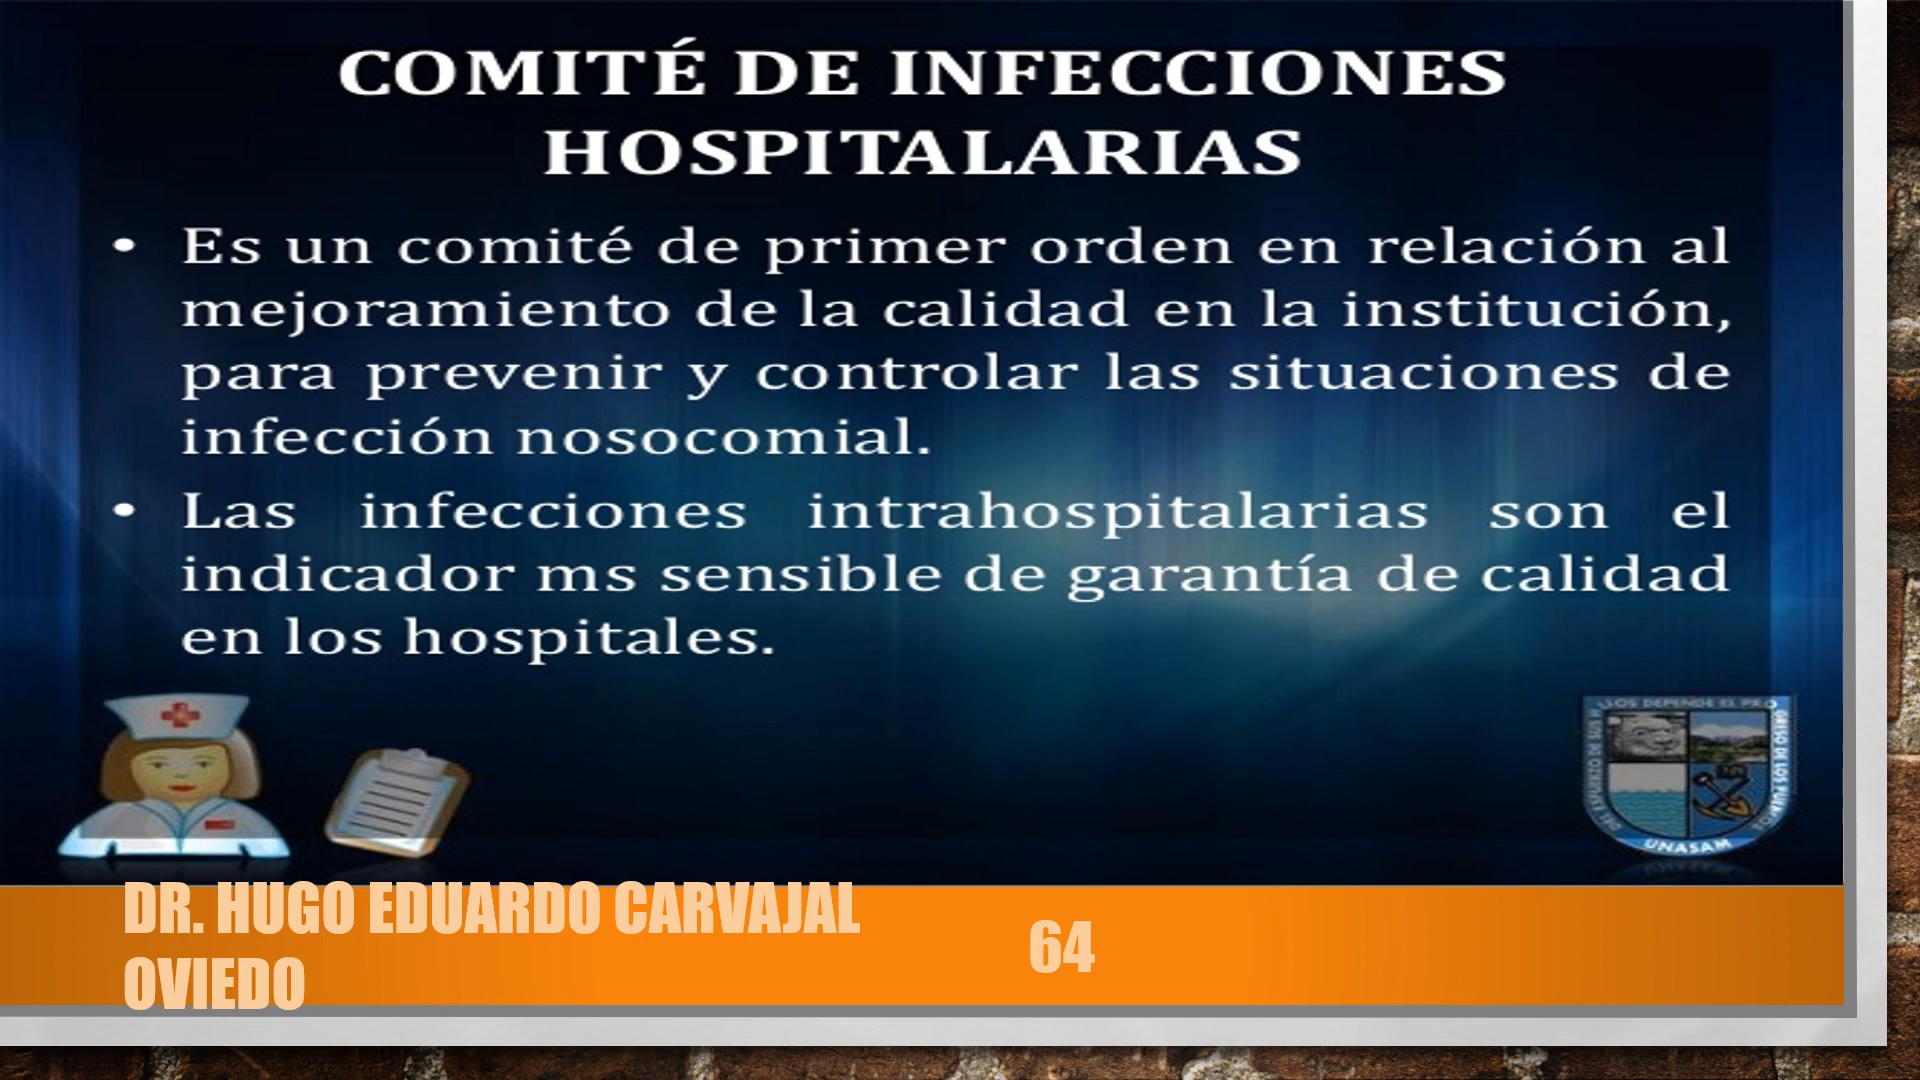 COMITÉ DE INFECCIONES
HOSPITALARIAS
• Es un comité de primer orden en relación al
mejoramiento de la calidad en la institución,
para prevenir y controlar las situaciones de
infección nosocomial.
• Las infecciones intrahospitalarias son el
indicador ms sensible de garantía de calidad
en los hospitales.
UNASAM
DR. HUGO EDUARDO CARVAJAL
OVIEDO
64